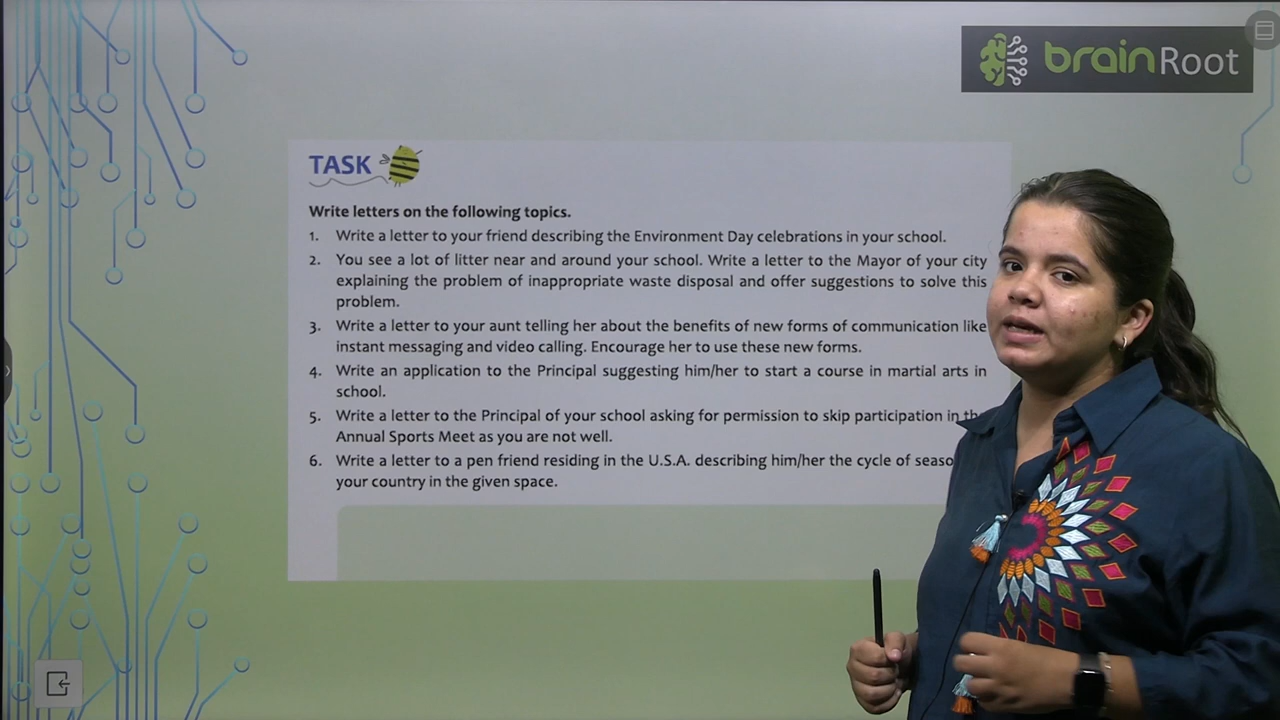 brainRoot
TASK
Write letters on the following topics.
1. Write a letter to your friend describing the Environment Day celebrations in your school.
2. You see a lot of litter near and around your school. Write a letter to the Mayor of your city
explaining the problem of inappropriate waste disposal and offer suggestions to solve this
problem.
3. Write a letter to your aunt telling her about the benefits of new forms of communication like
instant messaging and video calling. Encourage her to use these new forms.
4. Write an application to the Principal suggesting him/her to start a course in martial arts in
school.
5. Write a letter to the Principal of your school asking for permission to skip participation in the
Annual Sports Meet as you are not well.
6. Write a letter to a pen friend residing in the U.S.A. describing him/her the cycle of
your country in the given space.